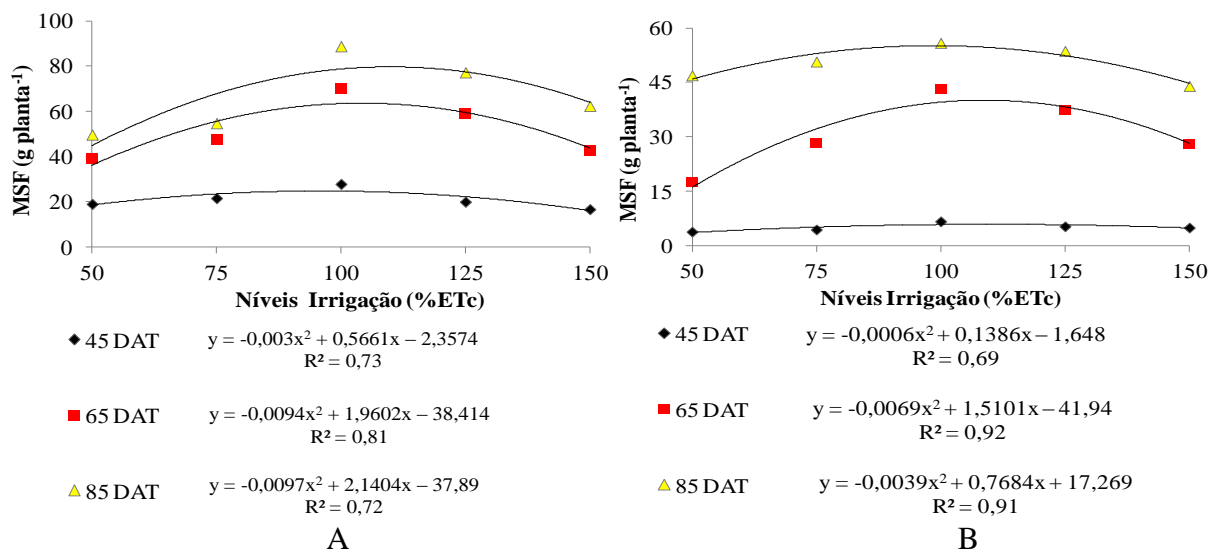 MSF (g planta⁻¹)
100
80
60
40
20
0
50 75 100 125 150
Níveis Irrigação (%ETc)
45 DAT y = -0,003x² + 0,5661x – 2,3574
R² = 0,73
65 DAT y = -0,0094x² + 1,9602x – 38,414
R² = 0,81
85 DAT y = -0,0097x² + 2,1404x – 37,89
R² = 0,72
A
MSF (g planta⁻¹)
60
45
30
15
0
50 75 100 125 150
Níveis Irrigação (%ETc)
45 DAT y = -0,0006x² + 0,1386x – 1,648
R² = 0,69
65 DAT y = -0,0069x² + 1,5101x – 41,94
R² = 0,92
85 DAT y = -0,0039x² + 0,7684x + 17,269
R² = 0,91
B